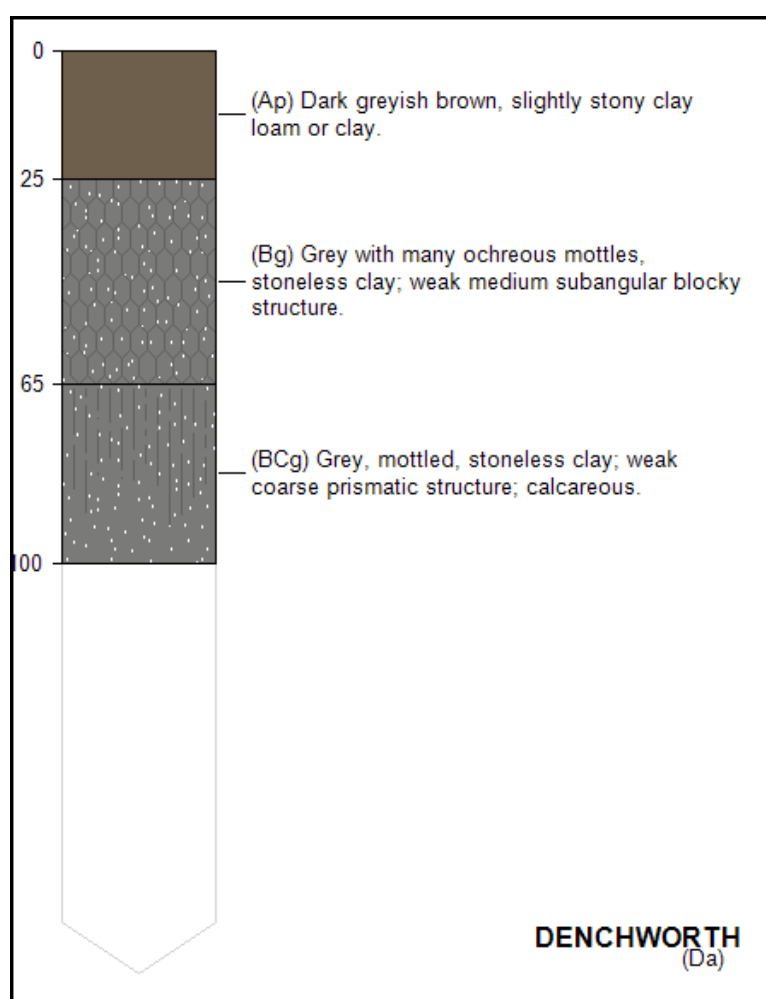 0
(Ap) Dark greyish brown, slightly stony clay
loam or clay.
25
(Bg) Grey with many ochreous mottles,
stoneless clay; weak medium subangular blocky
structure.
65
(BCg) Grey, mottled, stoneless clay; weak
coarse prismatic structure; calcareous.
100
DENCHWORTH
(Da)